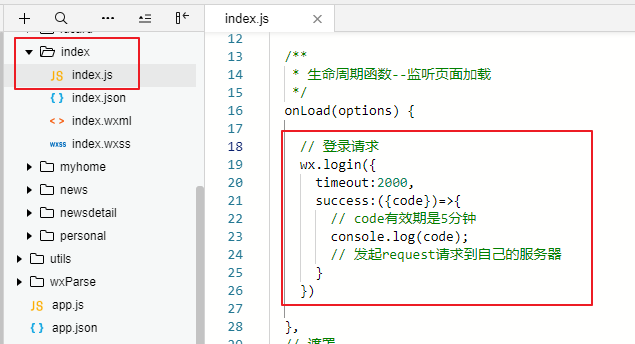 index.js
index
index.js
index.json
index.wxml
wxss index.wxss
myhome
news
newsdetail
personal
utils
wxParse
JS app.js
{ } app.json
12
13 /**
14 * 生命周期函数--监听页面加载
15 */
16 onLoad(options) {
17
18 // 登录请求
19 wx.login({
20 timeout:2000,
21 success:({code})=>{
22 // code有效期是5分钟
23 console.log(code);
24 // 发起request请求到自己的服务器
25 }
26 })
27
28 },